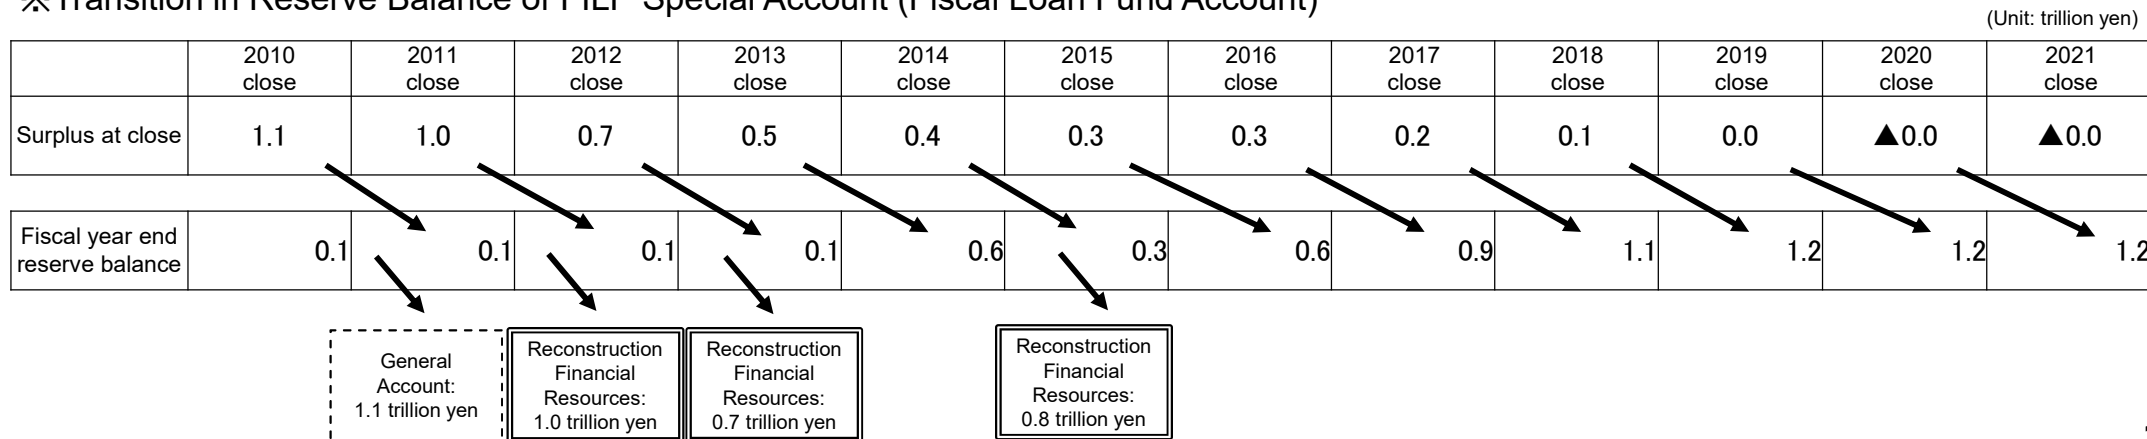 ※Transition in Reserve Balance of FILP Special Account (Fiscal Loan Fund Account)
(Unit: trillion yen)
2010 close 2011 close 2012 close 2013 close 2014 close 2015 close 2016 close 2017 close 2018 close 2019 close 2020 close 2021 close
Surplus at close 1.1 1.0 0.7 0.5 0.4 0.3 0.3 0.2 0.1 0.0 ▲0.0 ▲0.0
Fiscal year end reserve balance 0.1 0.1 0.1 0.1 0.6 0.3 0.6 0.9 1.1 1.2 1.2 1.2
General
Account:
1.1 trillion yen
Reconstruction
Financial
Resources:
1.0 trillion yen
Reconstruction
Financial
Resources:
0.7 trillion yen
Reconstruction
Financial
Resources:
0.8 trillion yen